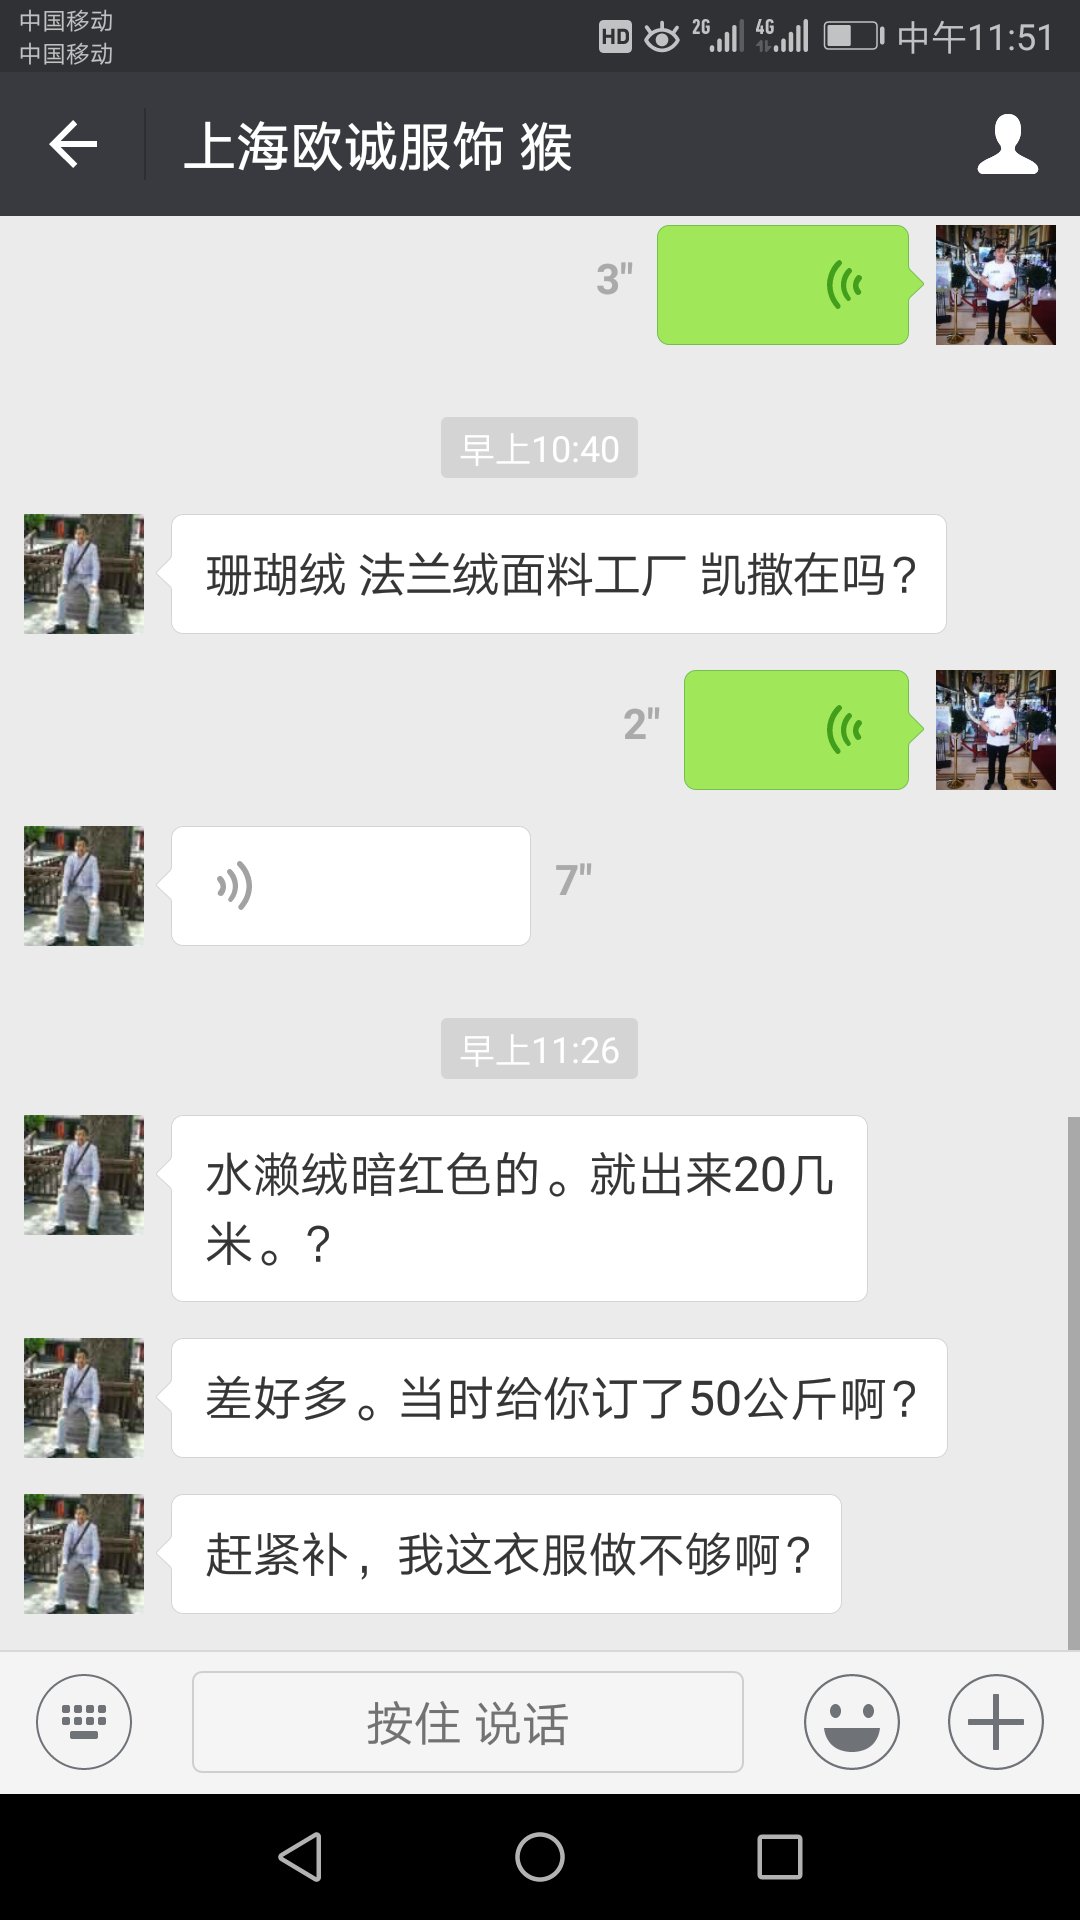 中国移动
中国移动
HD 2G 4G 中午11:51
上海欧诚服饰 猴
3"
早上10:40
珊瑚绒 法兰绒面料工厂 凯撒在吗?
2"
7"
早上11:26
水濑绒暗红色的。就出来20几
米。?
差好多。当时给你订了50公斤啊?
赶紧补，我这衣服做不够啊?
按住 说话